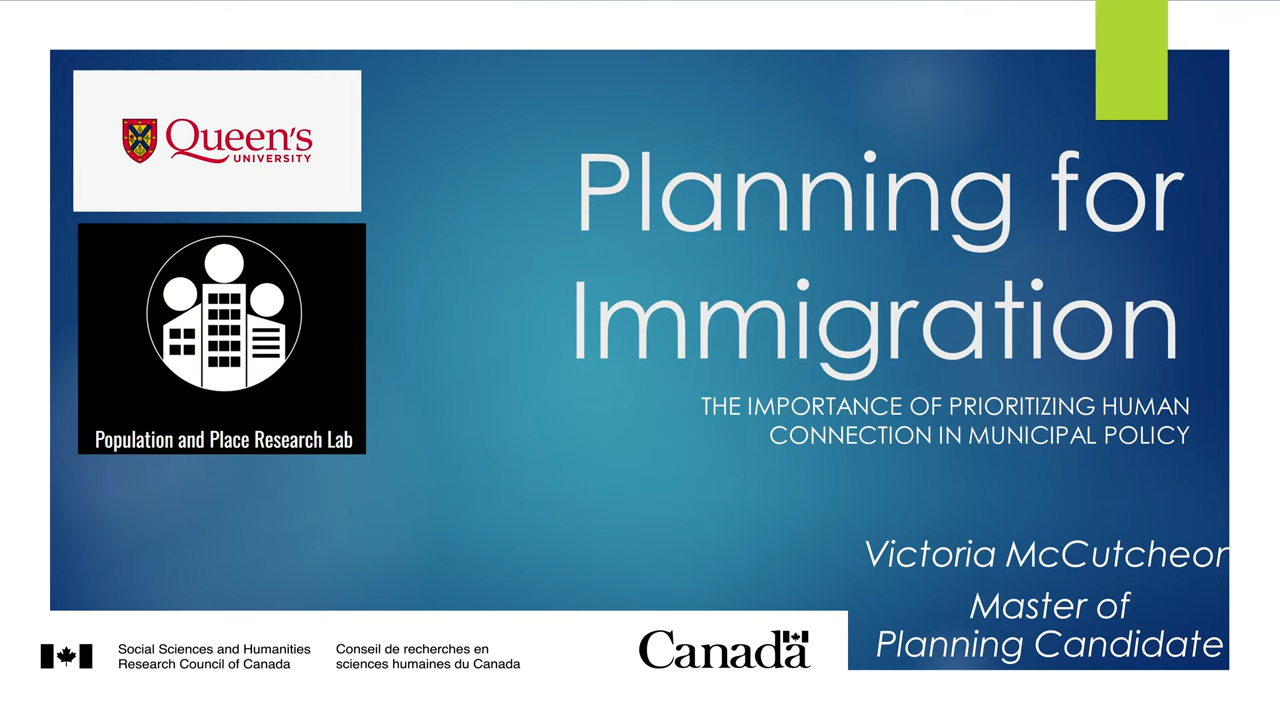 Queen's
UNIVERSITY
Population and Place Research Lab
Planning for
Immigration
THE IMPORTANCE OF PRIORITIZING HUMAN
CONNECTION IN MUNICIPAL POLICY
Victoria McCutcheon
Master of
Planning Candidate
Social Sciences and Humanities
Research Council of Canada
Conseil de recherches en
sciences humaines du Canada
Canada